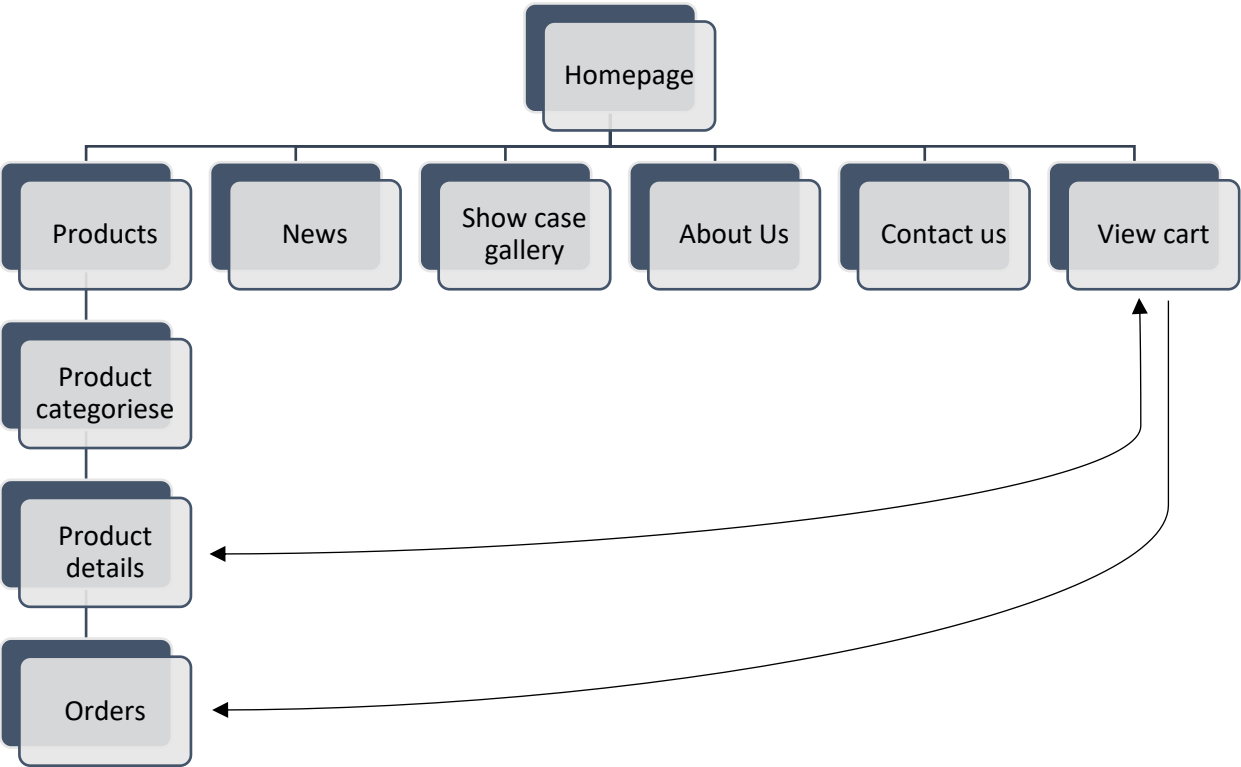 Homepage
Products
News
Show case
gallery
About Us
Contact us
View cart
Product
categoriese
Product
details
Orders